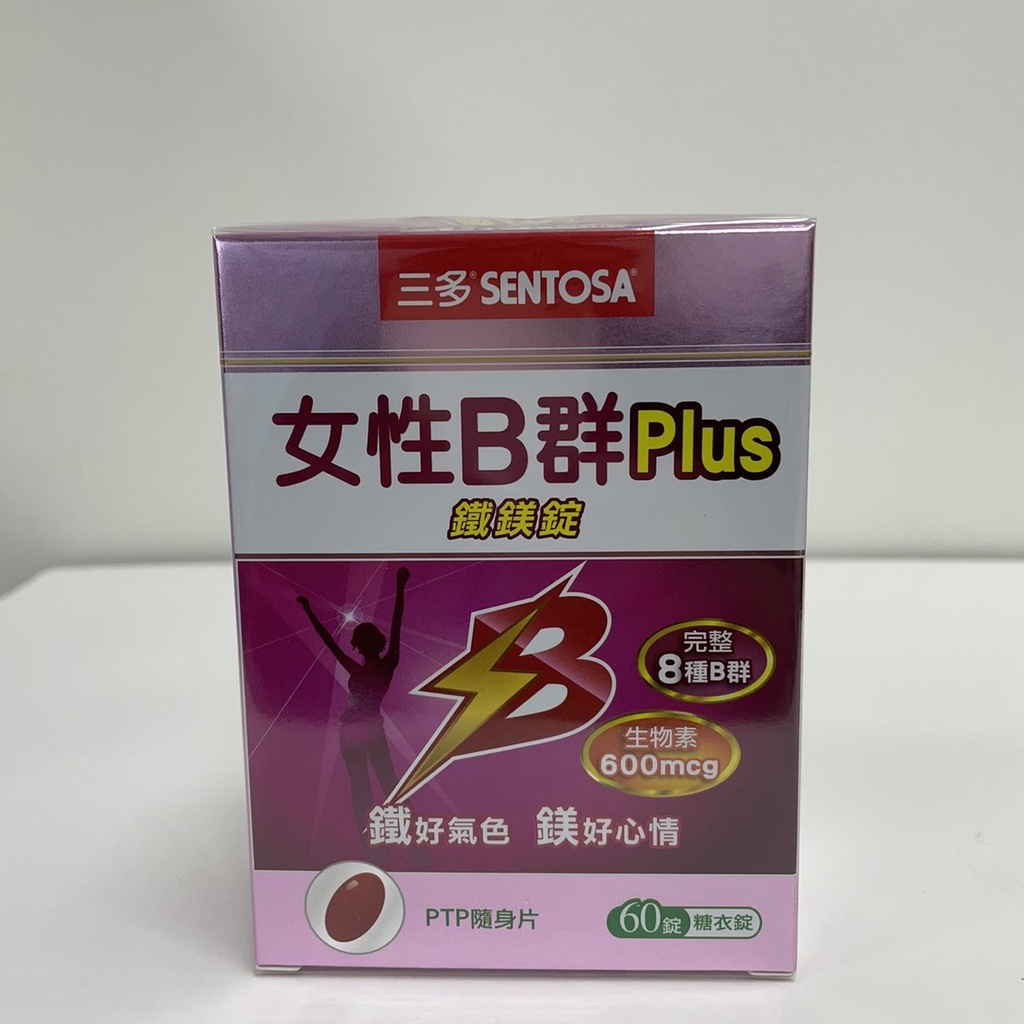 三多® SENTOSA®
女性B群Plus
鐵鎂錠
完整
8種B群
生物素
600mcg
鐵好氣色 鎂好心情
PTP隨身片
60錠 糖衣錠